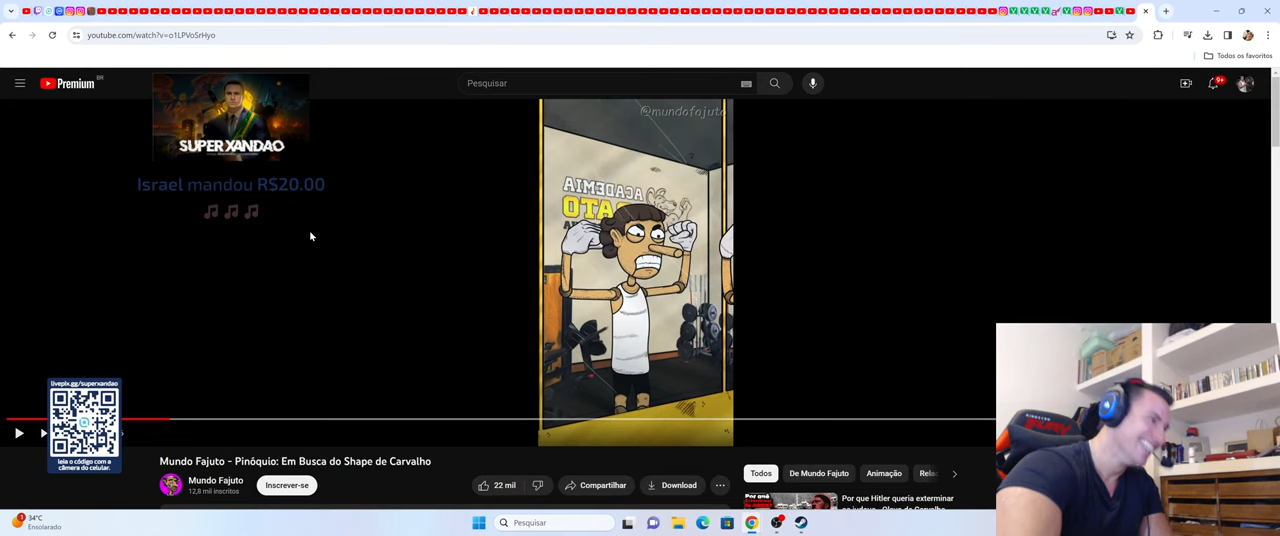 youtube.com/watch?v=o1LPVoSrHyo
Todos os favoritos
Premium BR
Pesquisar
9+
SUPER XANDAO
Israel mandou R$20.00
@mundofajuto
ACADEMIA
livepix.gg/superxandao
leia o código com a
câmera do celular.
Mundo Fajuto - Pinóquio: Em Busca do Shape de Carvalho
Mundo Fajuto
12,8 mil inscritos
Inscrever-se
22 mil
Compartilhar
Download
Todos
De Mundo Fajuto
Animação
Por que Hitler queria exterminar
FURY
34°C
Ensolarado
Pesquisar